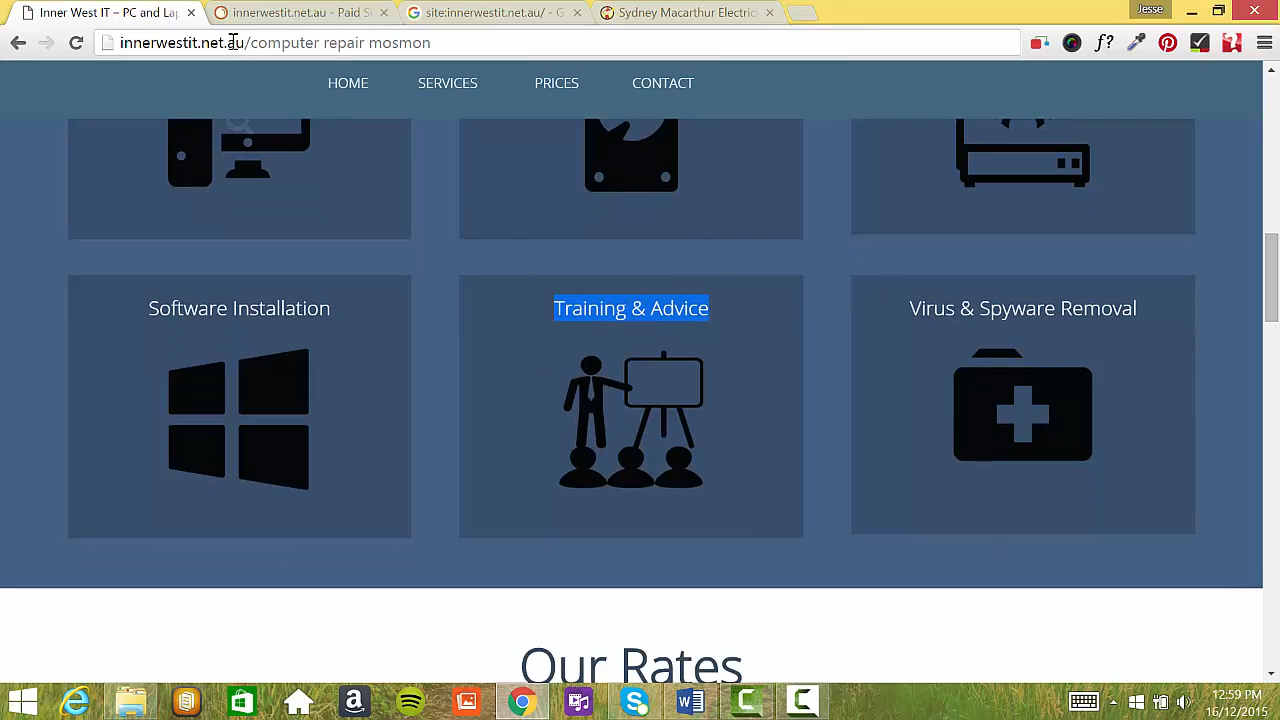 Inner West IT – PC and Lap
innerwestit.net.au - Paid S
site:innerwestit.net.au/ - G
Sydney Macarthur Electric
Jesse
innerwestit.net.au/computer repair mosmon
f?
HOME SERVICES PRICES CONTACT
Software Installation
Training & Advice
Virus & Spyware Removal
Our Rates
12:59 PM
16/12/2015